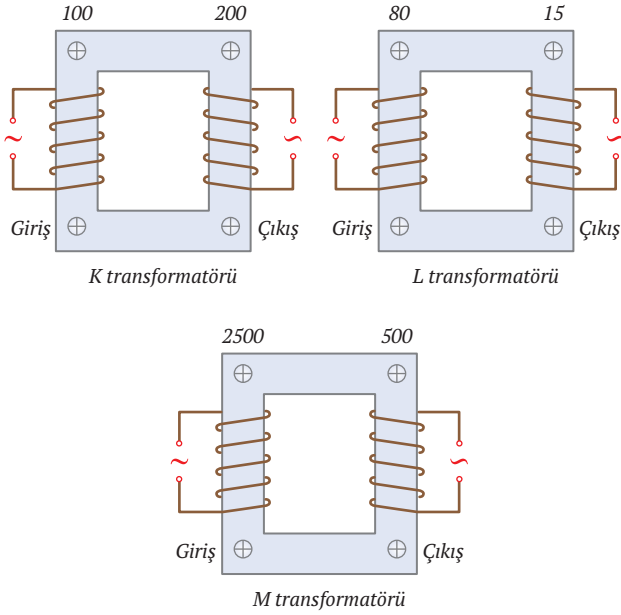 100 200
~ ~
Giriş Çıkış
K transformatörü
80 15
~ ~
Giriş Çıkış
L transformatörü
2500 500
~ ~
Giriş Çıkış
M transformatörü